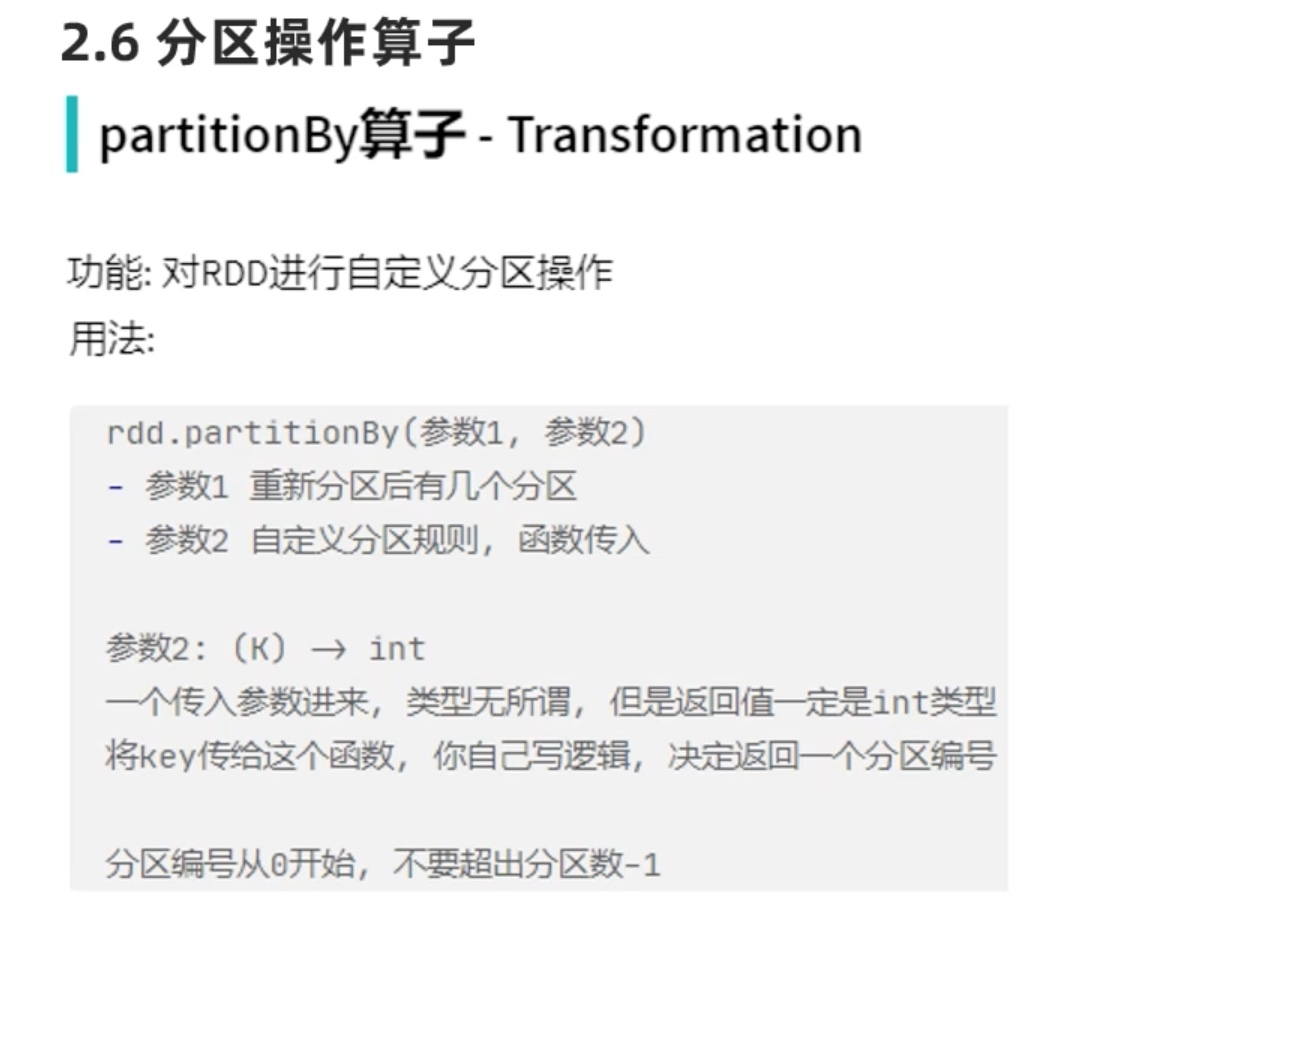 2.6 分区操作算子
partitionBy算子 - Transformation
功能: 对RDD进行自定义分区操作
用法:
rdd.partitionBy(参数1, 参数2)
- 参数1 重新分区后有几个分区
- 参数2 自定义分区规则, 函数传入
参数2: (K) → int
一个传入参数进来, 类型无所谓, 但是返回值一定是int类型
将key传给这个函数, 你自己写逻辑, 决定返回一个分区编号
分区编号从0开始, 不要超出分区数-1